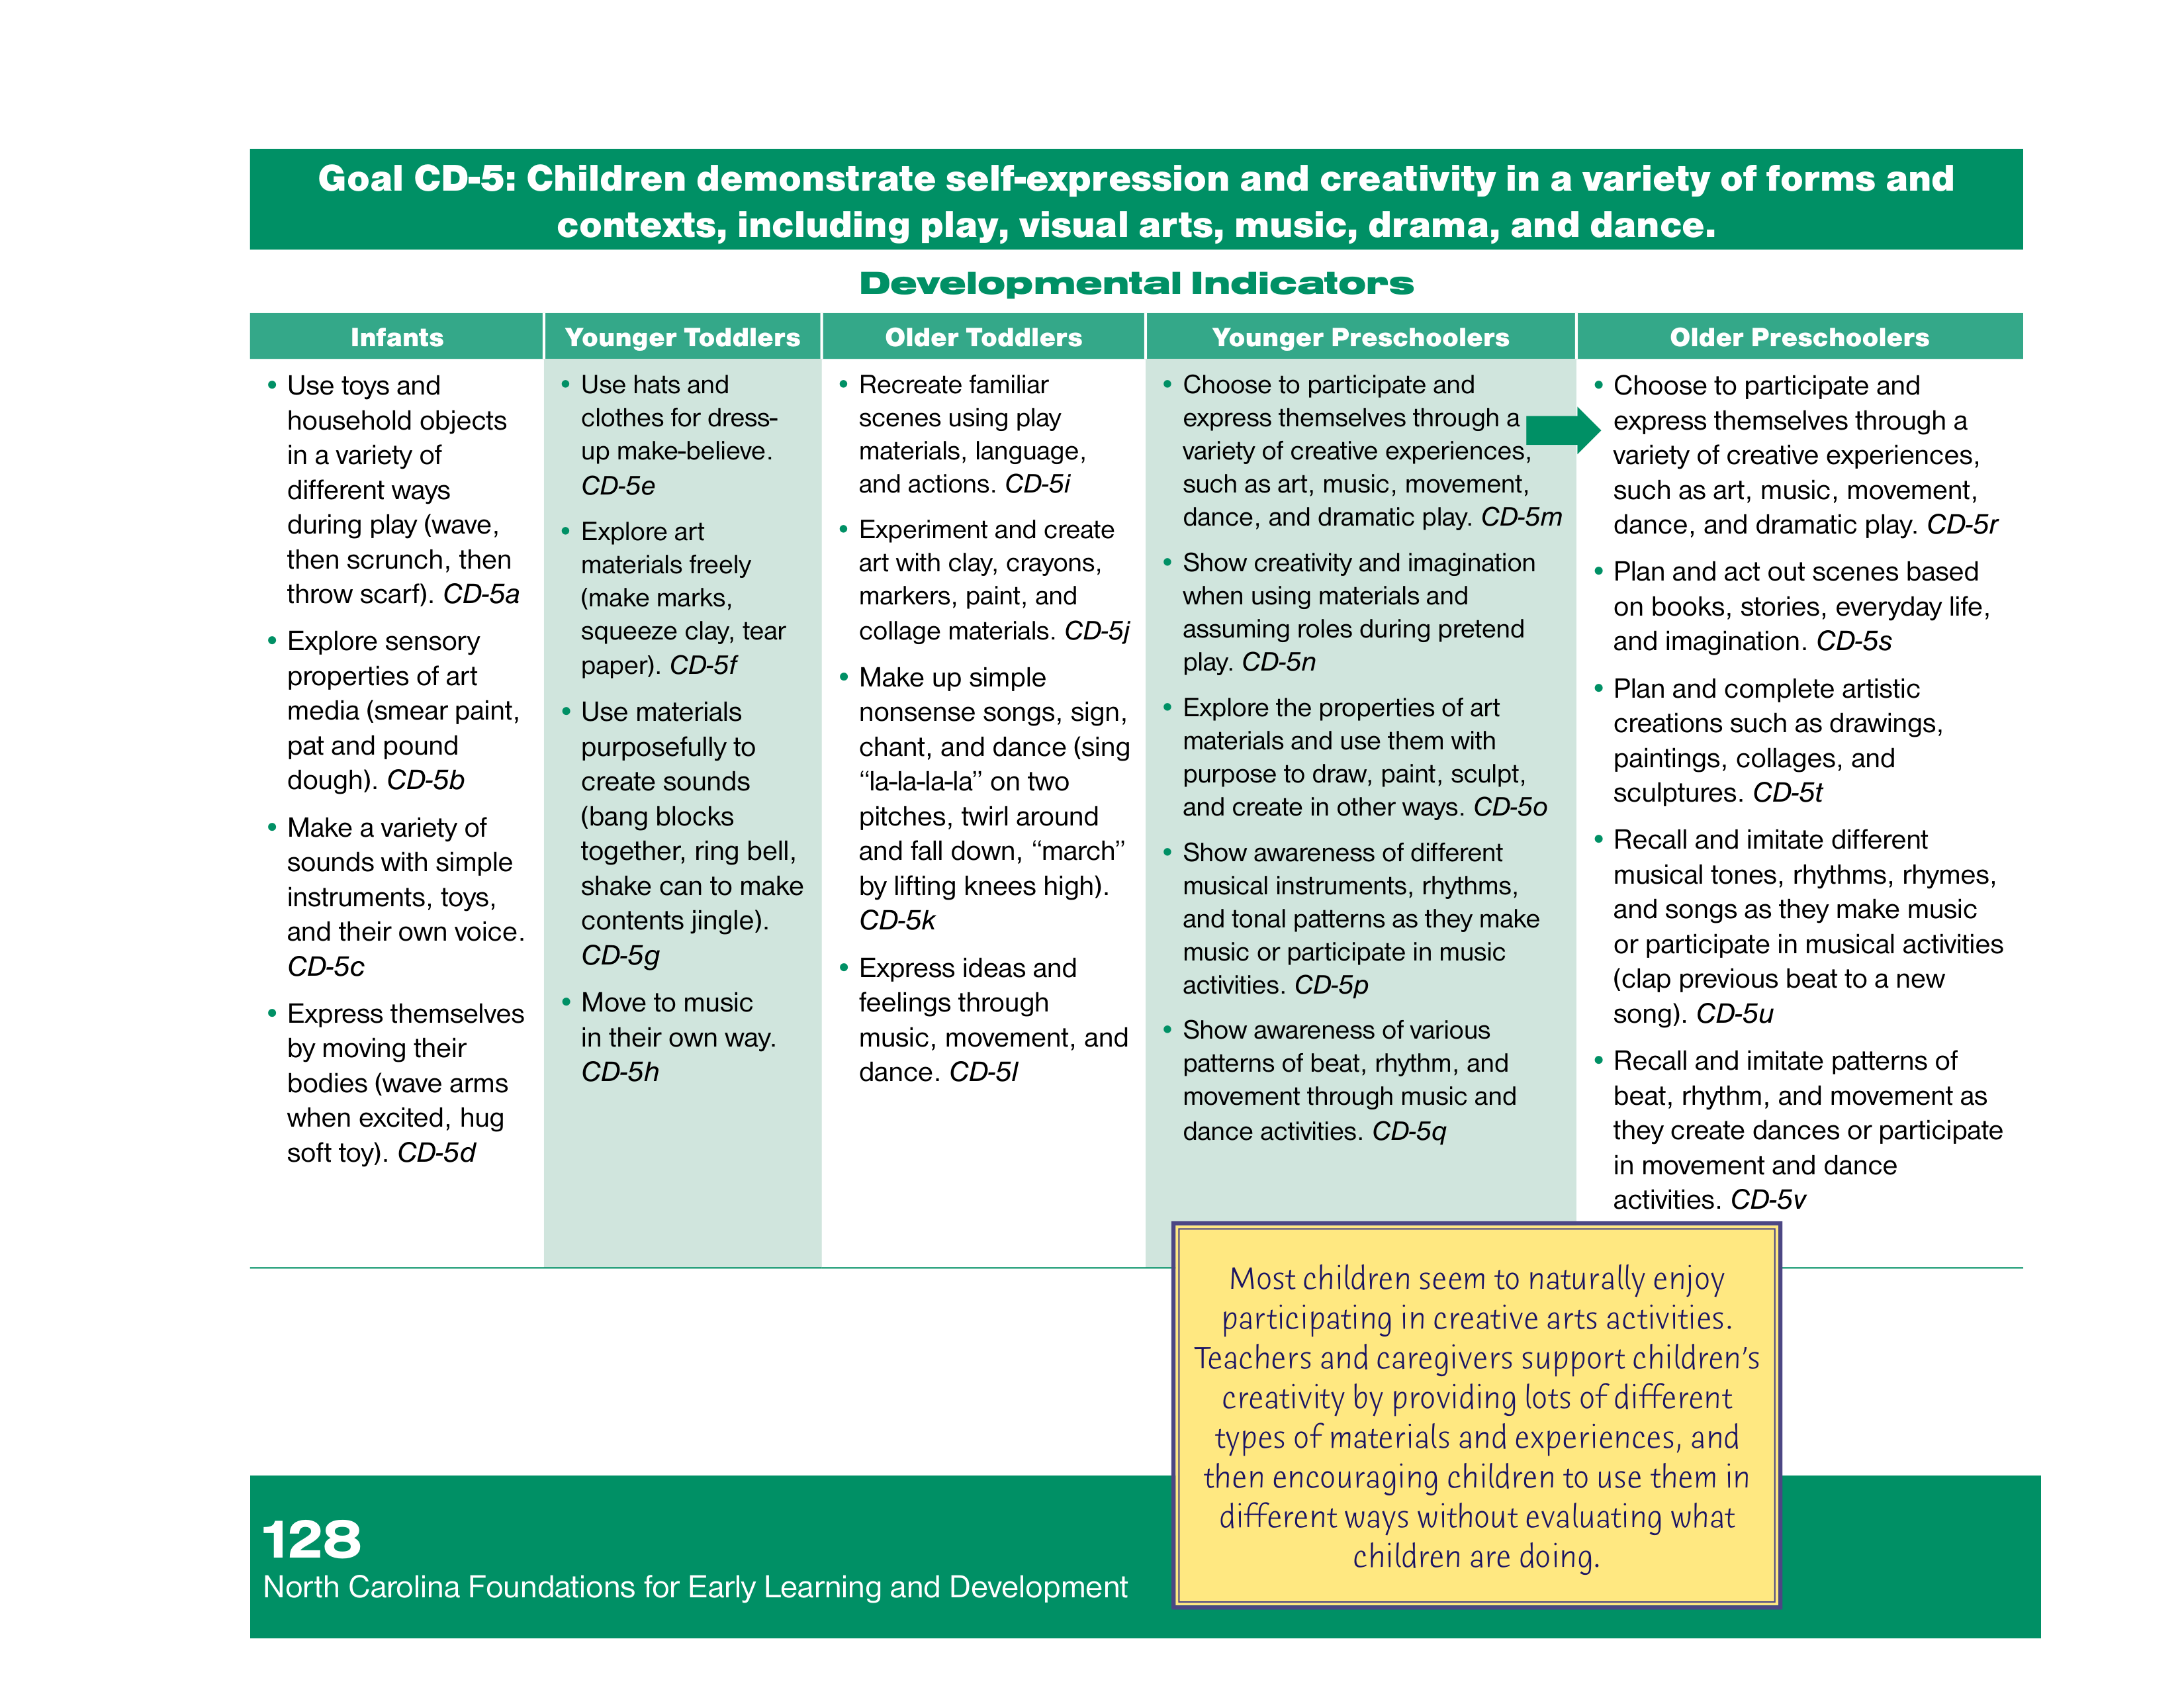 Goal CD-5: Children demonstrate self-expression and creativity in a variety of forms and
contexts, including play, visual arts, music, drama, and dance.
Developmental Indicators
Infants
• Use toys and
household objects
in a variety of
different ways
during play (wave,
then scrunch, then
throw scarf). CD-5a
• Explore sensory
properties of art
media (smear paint,
pat and pound
dough). CD-5b
• Make a variety of
sounds with simple
instruments, toys,
and their own voice.
CD-5c
• Express themselves
by moving their
bodies (wave arms
when excited, hug
soft toy). CD-5d
Younger Toddlers
• Use hats and
clothes for dress-
up make-believe.
CD-5e
• Explore art
materials freely
(make marks,
squeeze clay, tear
paper). CD-5f
• Use materials
purposefully to
create sounds
(bang blocks
together, ring bell,
shake can to make
contents jingle).
CD-5g
• Move to music
in their own way.
CD-5h
Older Toddlers
• Recreate familiar
scenes using play
materials, language,
and actions. CD-5i
• Experiment and create
art with clay, crayons,
markers, paint, and
collage materials. CD-5j
• Make up simple
nonsense songs, sign,
chant, and dance (sing
“la-la-la-la” on two
pitches, twirl around
and fall down, “march”
by lifting knees high).
CD-5k
• Express ideas and
feelings through
music, movement, and
dance. CD-5l
Younger Preschoolers
• Choose to participate and
express themselves through a
variety of creative experiences,
such as art, music, movement,
dance, and dramatic play. CD-5m
• Show creativity and imagination
when using materials and
assuming roles during pretend
play. CD-5n
• Explore the properties of art
materials and use them with
purpose to draw, paint, sculpt,
and create in other ways. CD-5o
• Show awareness of different
musical instruments, rhythms,
and tonal patterns as they make
music or participate in music
activities. CD-5p
• Show awareness of various
patterns of beat, rhythm, and
movement through music and
dance activities. CD-5q
Older Preschoolers
• Choose to participate and
express themselves through a
variety of creative experiences,
such as art, music, movement,
dance, and dramatic play. CD-5r
• Plan and act out scenes based
on books, stories, everyday life,
and imagination. CD-5s
• Plan and complete artistic
creations such as drawings,
paintings, collages, and
sculptures. CD-5t
• Recall and imitate different
musical tones, rhythms, rhymes,
and songs as they make music
or participate in musical activities
(clap previous beat to a new
song). CD-5u
• Recall and imitate patterns of
beat, rhythm, and movement as
they create dances or participate
in movement and dance
activities. CD-5v
Most children seem to naturally enjoy
participating in creative arts activities.
Teachers and caregivers support children’s
creativity by providing lots of different
types of materials and experiences, and
then encouraging children to use them in
different ways without evaluating what
children are doing.
128
North Carolina Foundations for Early Learning and Development